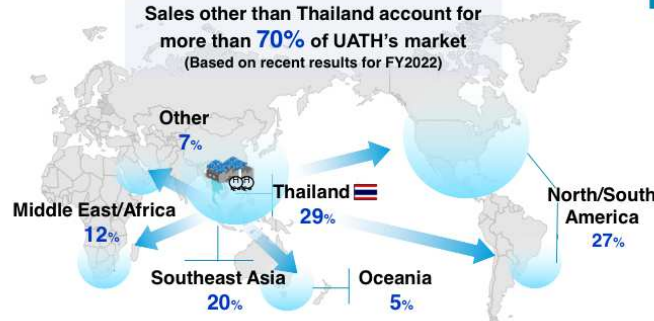 Sales other than Thailand account for
more than 70% of UATH's market
(Based on recent results for FY2022)
Other
7%
Thailand
29%
Middle East/Africa
12%
North/South
America
27%
Southeast Asia
20%
Oceania
5%